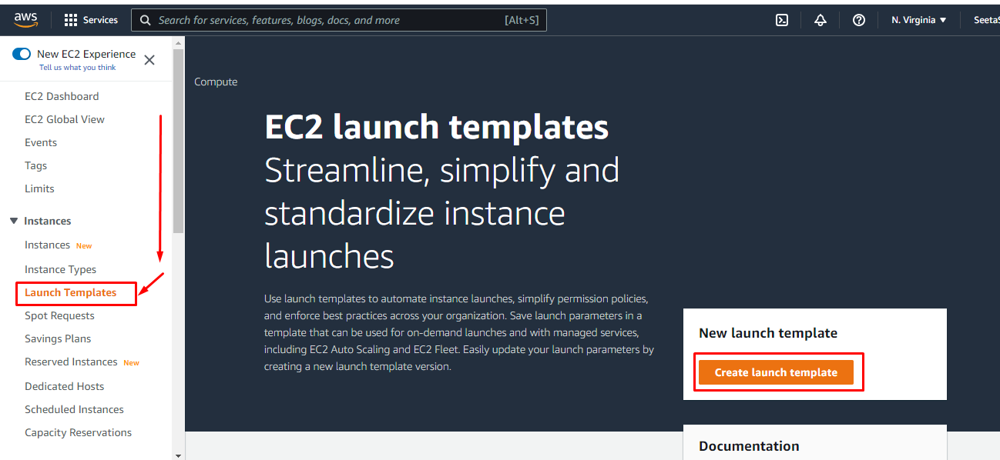 aws
Services
Search for services, features, blogs, docs, and more [Alt+S]
N. Virginia
New EC2 Experience
Tell us what you think
EC2 Dashboard
EC2 Global View
Events
Tags
Limits
Instances
Instances New
Instance Types
Launch Templates
Spot Requests
Savings Plans
Reserved Instances New
Dedicated Hosts
Scheduled Instances
Capacity Reservations
Compute
EC2 launch templates
Streamline, simplify and
standardize instance
launches
Use launch templates to automate instance launches, simplify permission policies,
and enforce best practices across your organization. Save launch parameters in a
template that can be used for on-demand launches and with managed services,
including EC2 Auto Scaling and EC2 Fleet. Easily update your launch parameters by
creating a new launch template version.
New launch template
Create launch template
Documentation